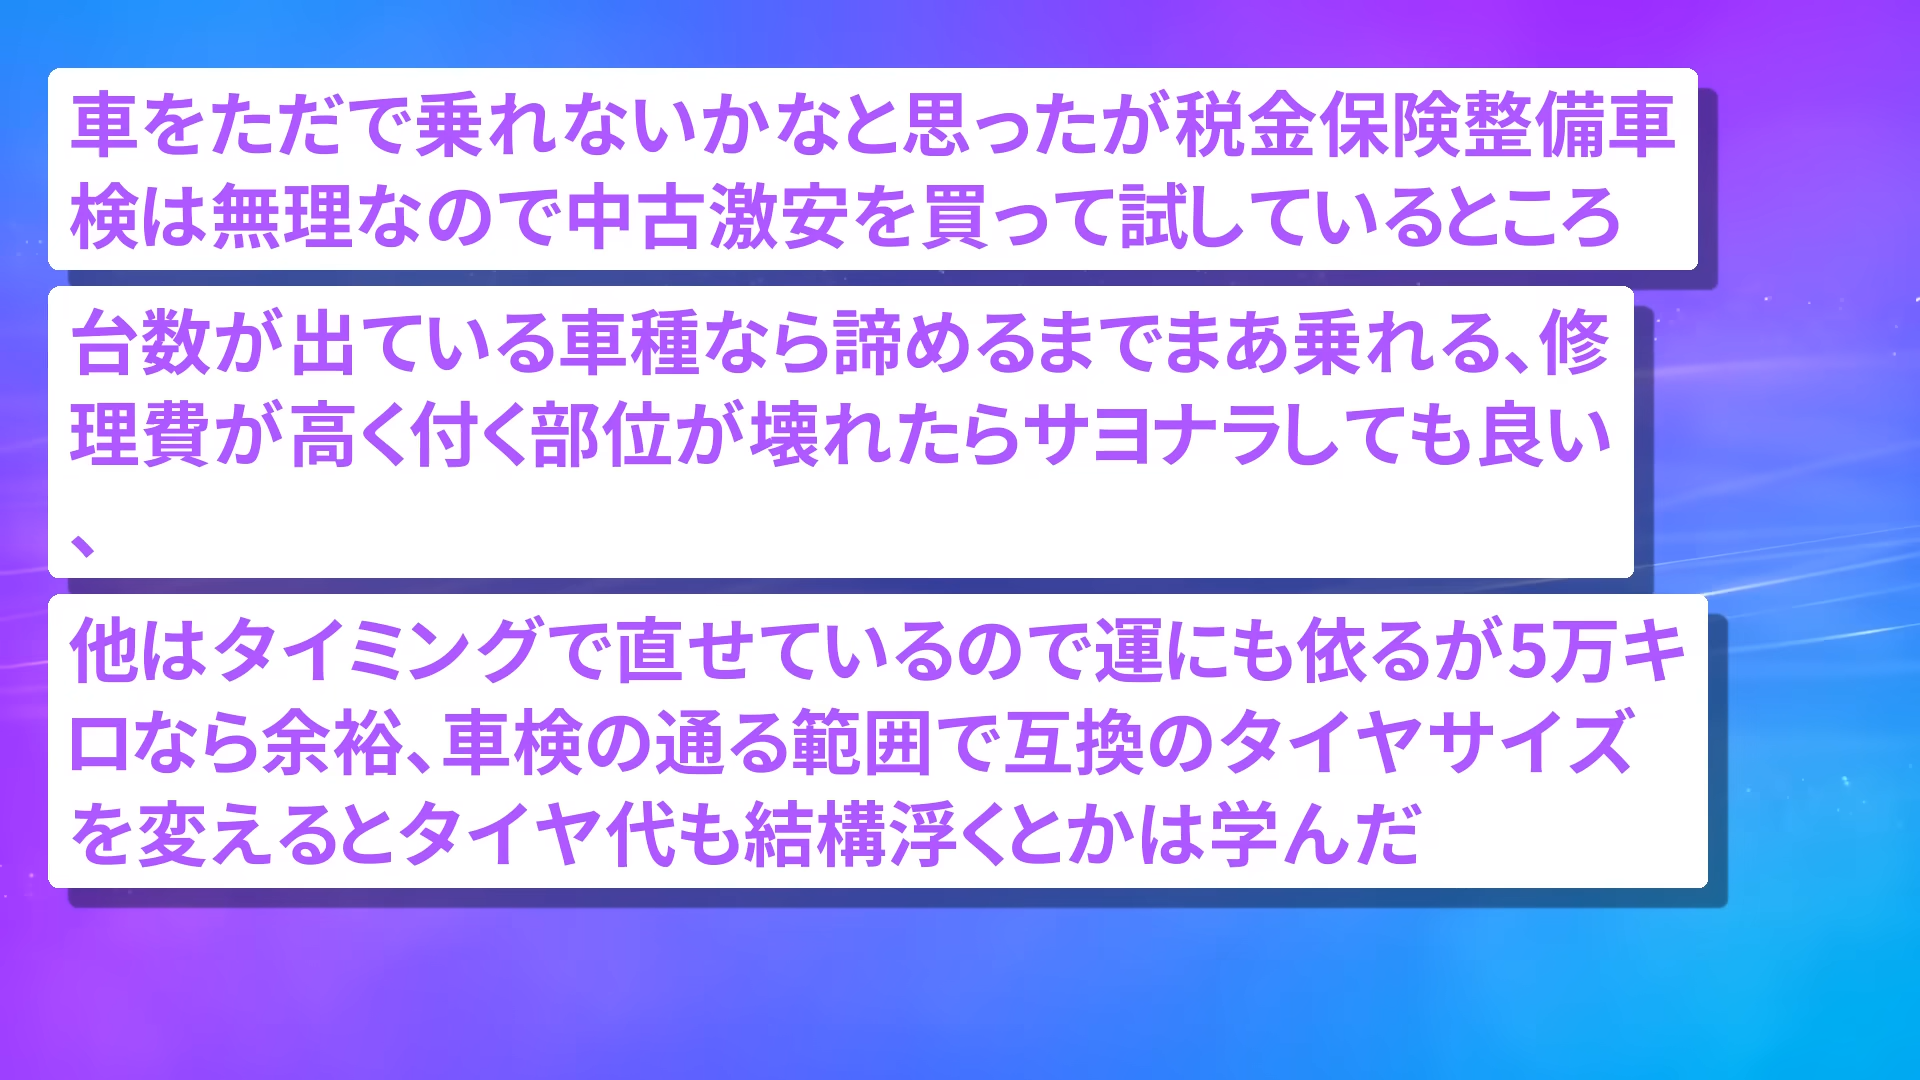 車をただで乗れないかなと思ったが税金保険整備車
検は無理なので中古激安を買って試しているところ
台数が出ている車種なら諦めるまでまあ乗れる、修
理費が高く付く部位が壊れたらサヨナラしても良い
、
他はタイミングで直せているので運にも依るが5万キ
ロなら余裕、車検の通る範囲で互換のタイヤサイズ
を変えるとタイヤ代も結構浮くとかは学んだ